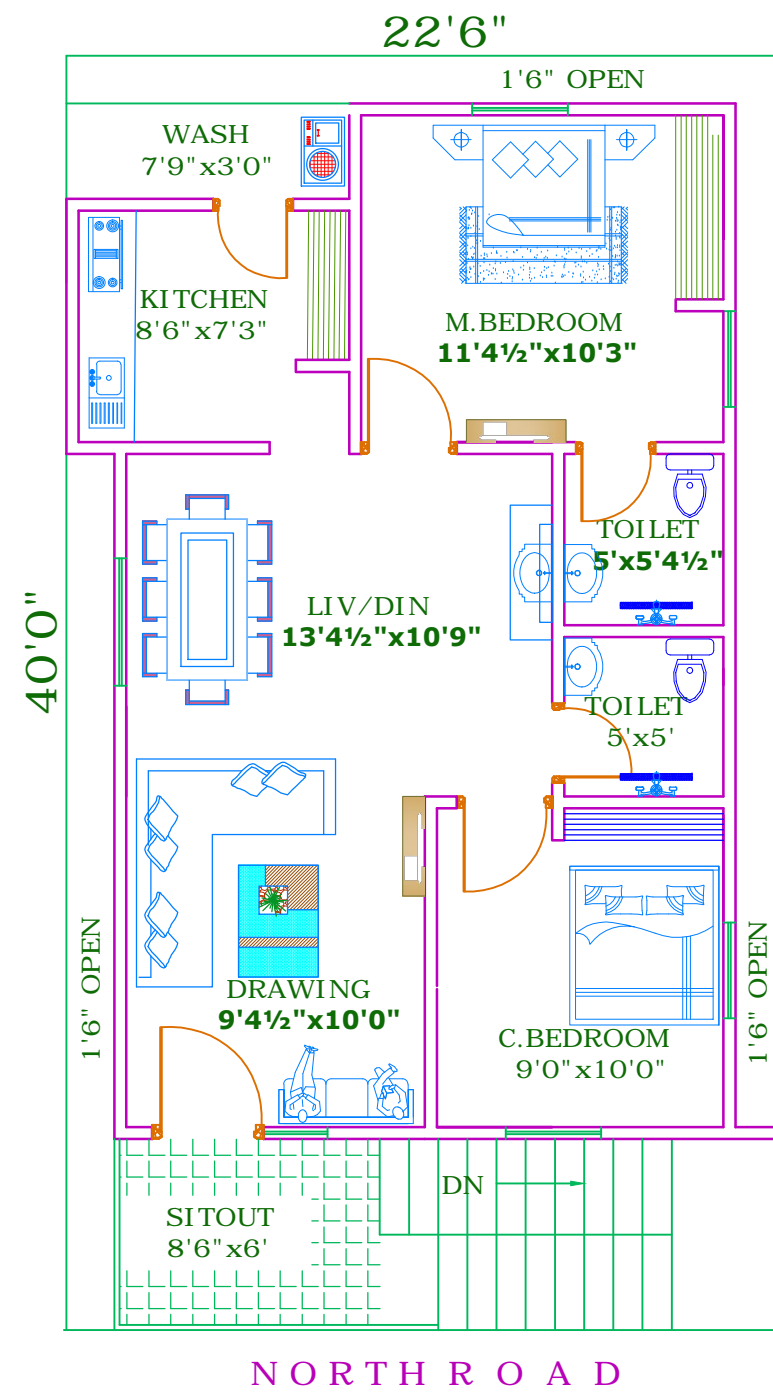 22'6"
1'6" OPEN
WASH
7'9"x3'0"
KITCHEN
8'6"x7'3"
M.BEDROOM
11'4½"x10'3"
TOILET
5'x5'4½"
LIV/DIN
13'4½"x10'9"
40'0"
TOILET
5'x5'
1'6" OPEN
DRAWING
9'4½"x10'0"
C.BEDROOM
9'0"x10'0"
1'6" OPEN
DN
SITOUT
8'6"x6'
NORTH ROAD